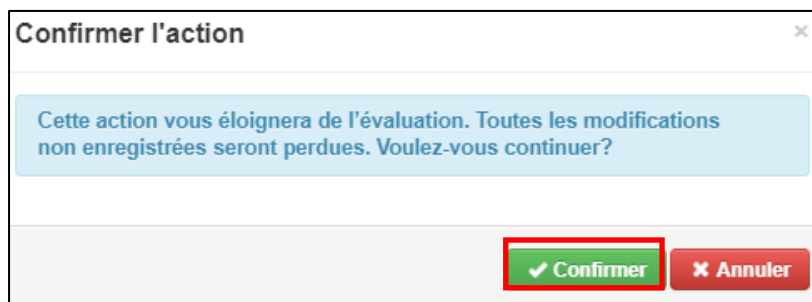 Confirmer l'action
×
Cette action vous éloignera de l’évaluation. Toutes les modifications
non enregistrées seront perdues. Voulez-vous continuer?
✔ Confirmer
✖ Annuler